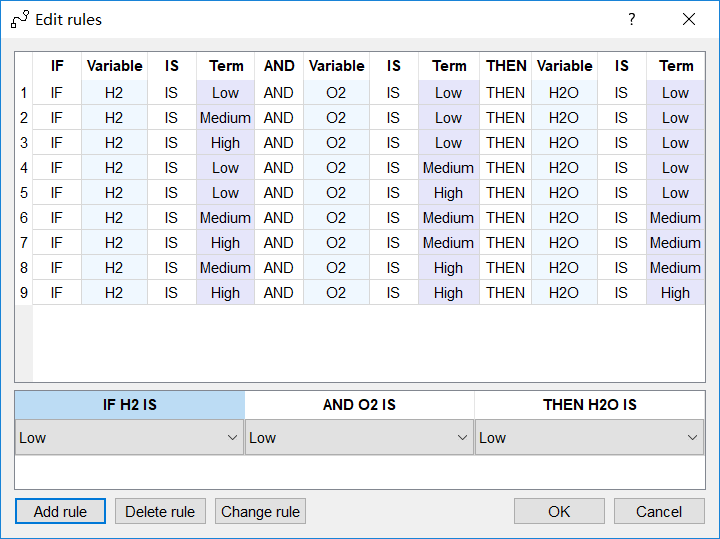 Edit rules ?
IF Variable IS Term AND Variable IS Term THEN Variable IS Term
1 IF H2 IS Low AND O2 IS Low THEN H2O IS Low
2 IF H2 IS Medium AND O2 IS Low THEN H2O IS Low
3 IF H2 IS High AND O2 IS Low THEN H2O IS Low
4 IF H2 IS Low AND O2 IS Medium THEN H2O IS Low
5 IF H2 IS Low AND O2 IS High THEN H2O IS Low
6 IF H2 IS Medium AND O2 IS Medium THEN H2O IS Medium
7 IF H2 IS High AND O2 IS Medium THEN H2O IS Medium
8 IF H2 IS Medium AND O2 IS High THEN H2O IS Medium
9 IF H2 IS High AND O2 IS High THEN H2O IS High
IF H2 IS AND O2 IS THEN H2O IS
Low Low Low
Add rule Delete rule Change rule OK Cancel